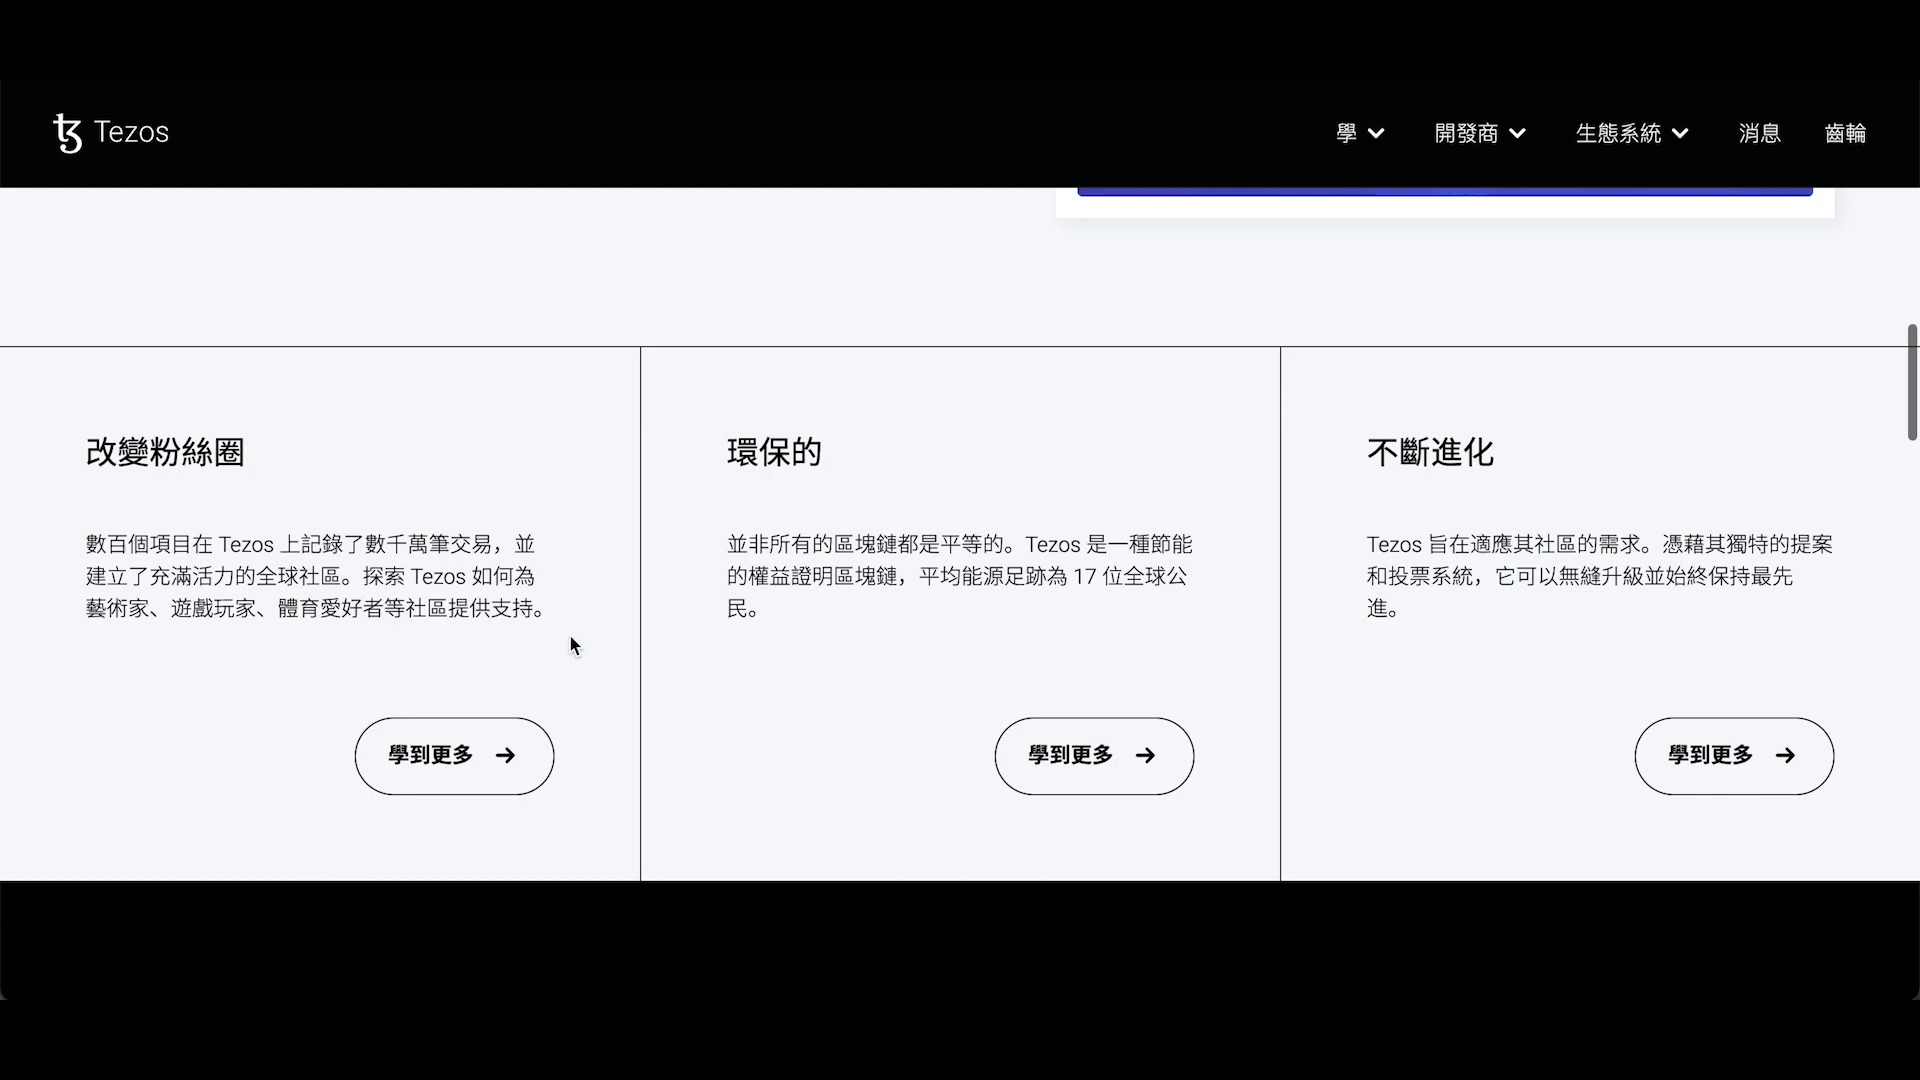 Tezos
學
開發商
生態系統
消息
齒輪
改變粉絲圈
數百個項目在 Tezos 上記錄了數千萬筆交易，並
建立了充滿活力的全球社區。探索 Tezos 如何為
藝術家、遊戲玩家、體育愛好者等社區提供支持。
學到更多
環保的
並非所有的區塊鏈都是平等的。Tezos 是一種節能
的權益證明區塊鏈，平均能源足跡為 17 位全球公
民。
學到更多
不斷進化
Tezos 旨在適應其社區的需求。憑藉其獨特的提案
和投票系統，它可以無縫升級並始終保持最先
進。
學到更多